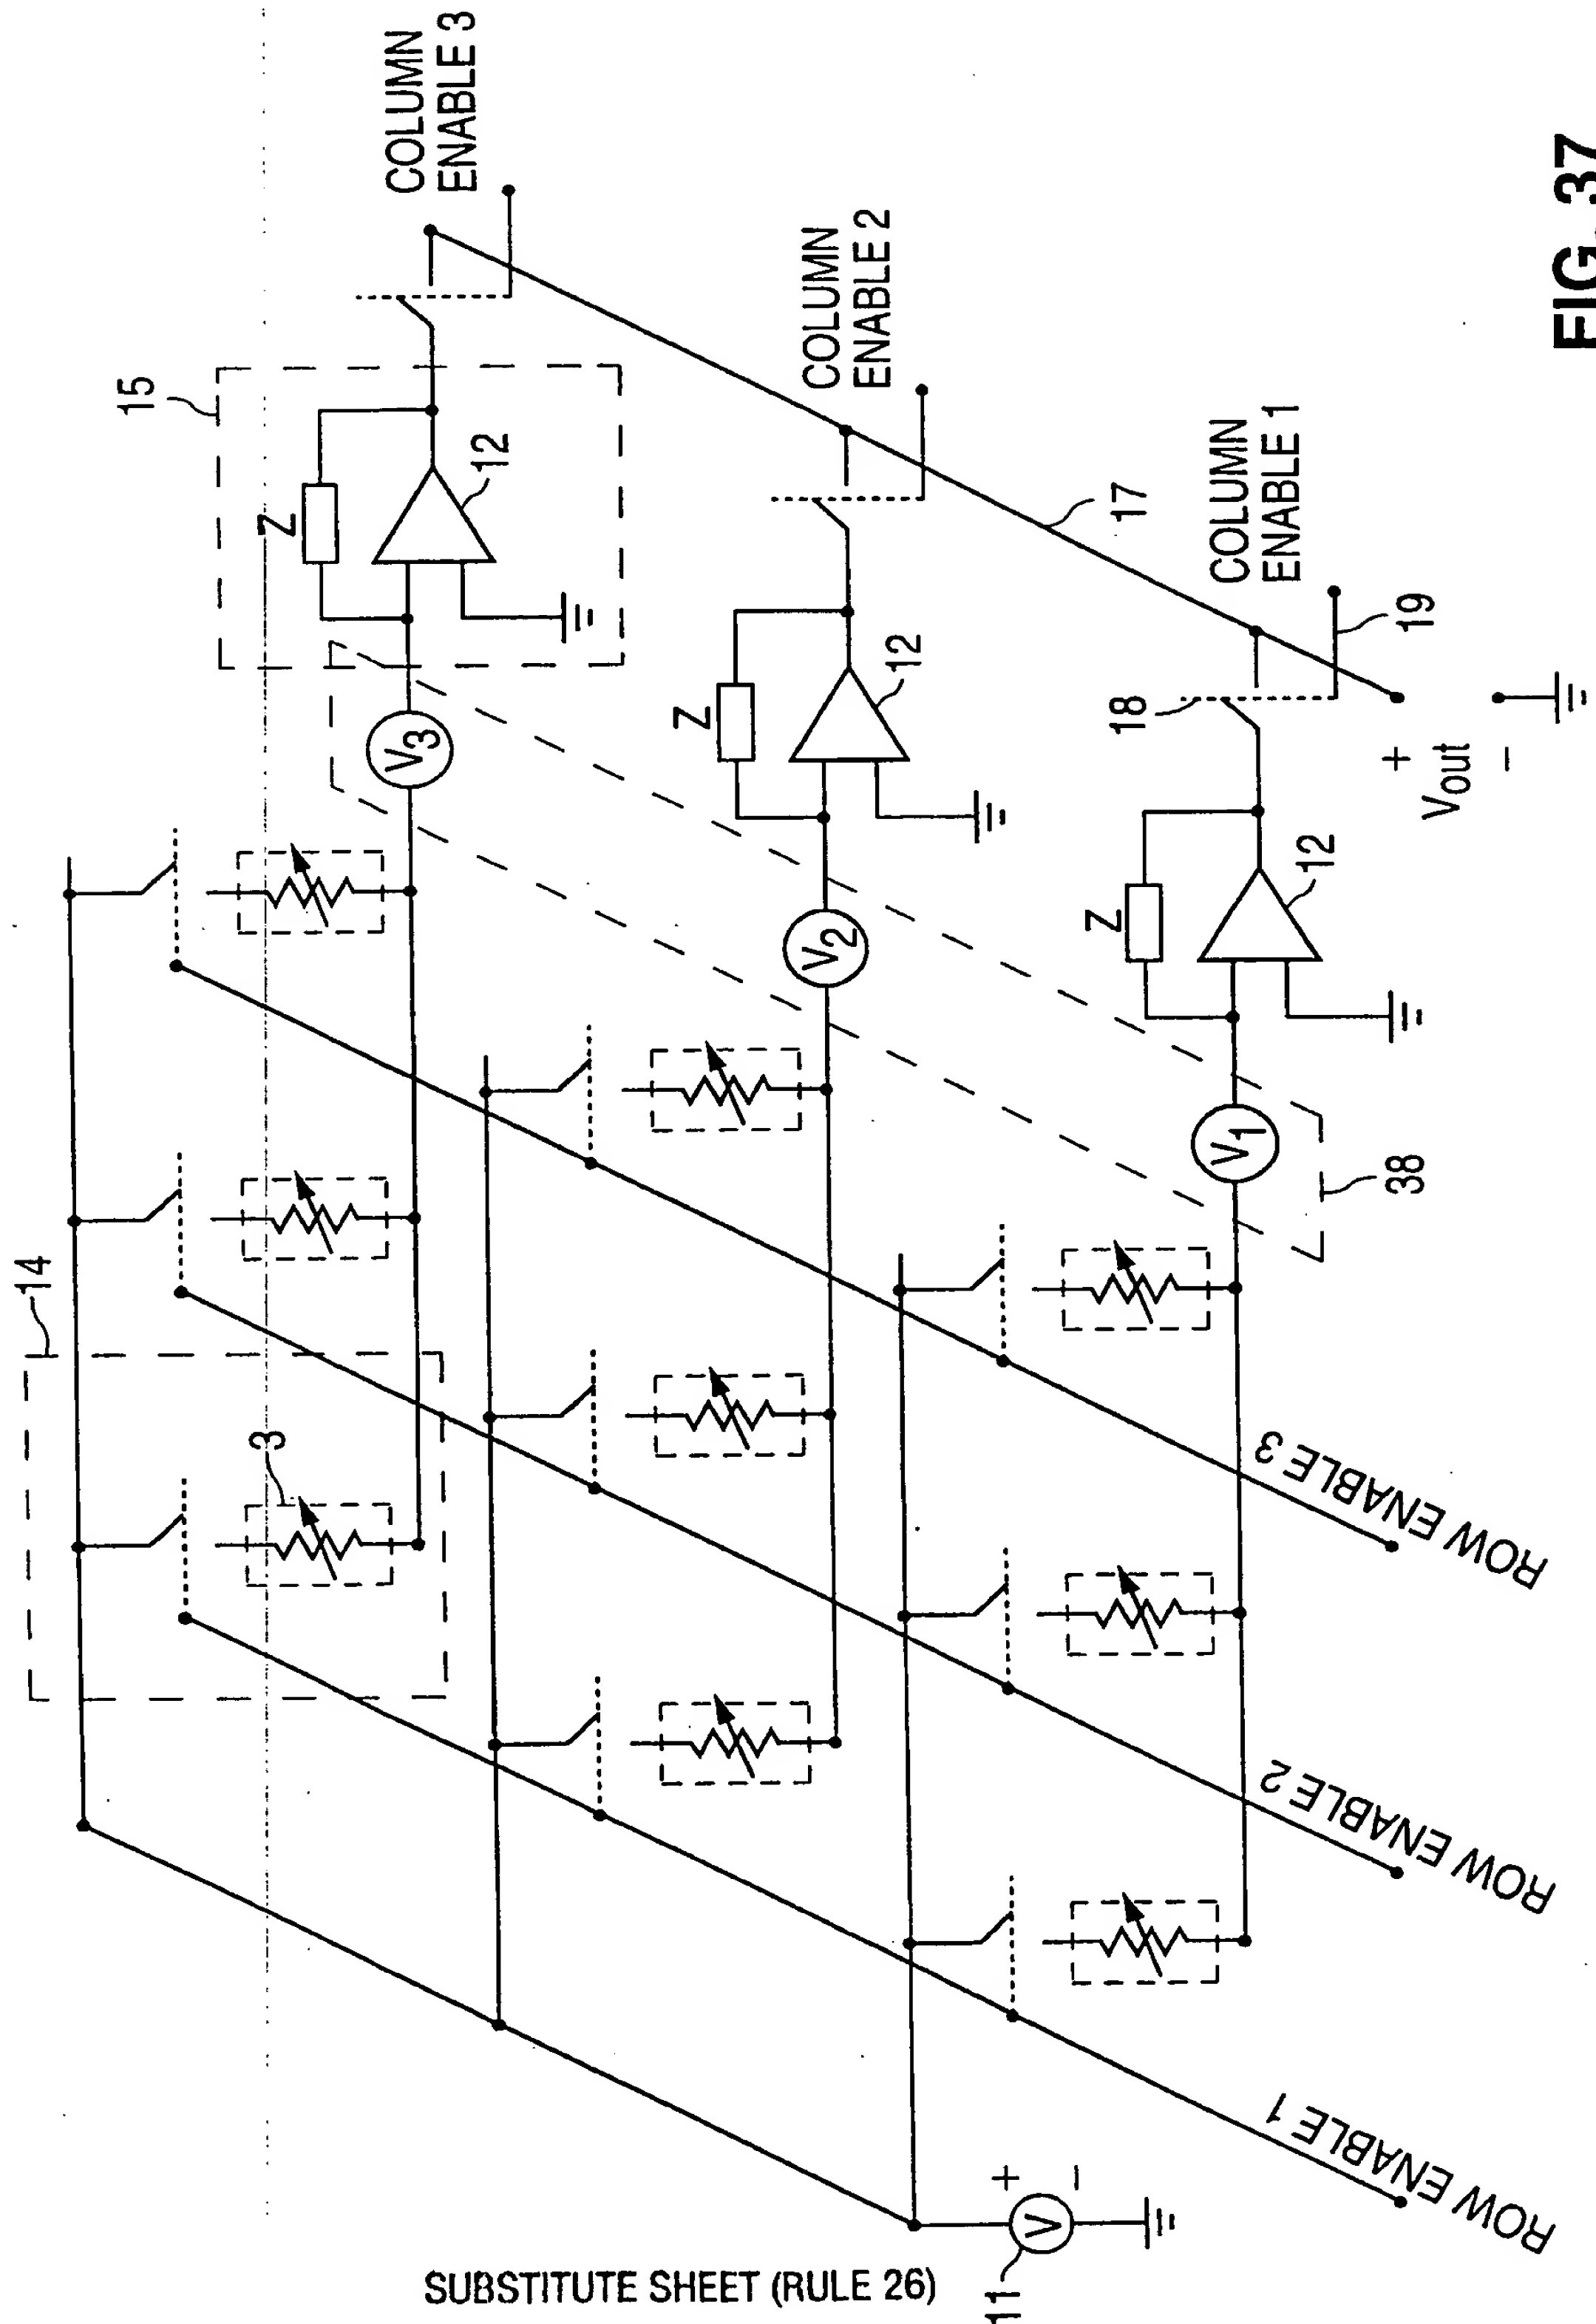 SUBSTITUTE SHEET (RULE 26)
14
3
15
Z
12
V3
COLUMN
ENABLE 3
Z
12
V2
COLUMN
ENABLE 2
17
Z
12
V1
COLUMN
ENABLE 1
18
19
38
+
Vout
−
11
V
+
−
ROW ENABLE 1
ROW ENABLE 2
ROW ENABLE 3
FIG. 37